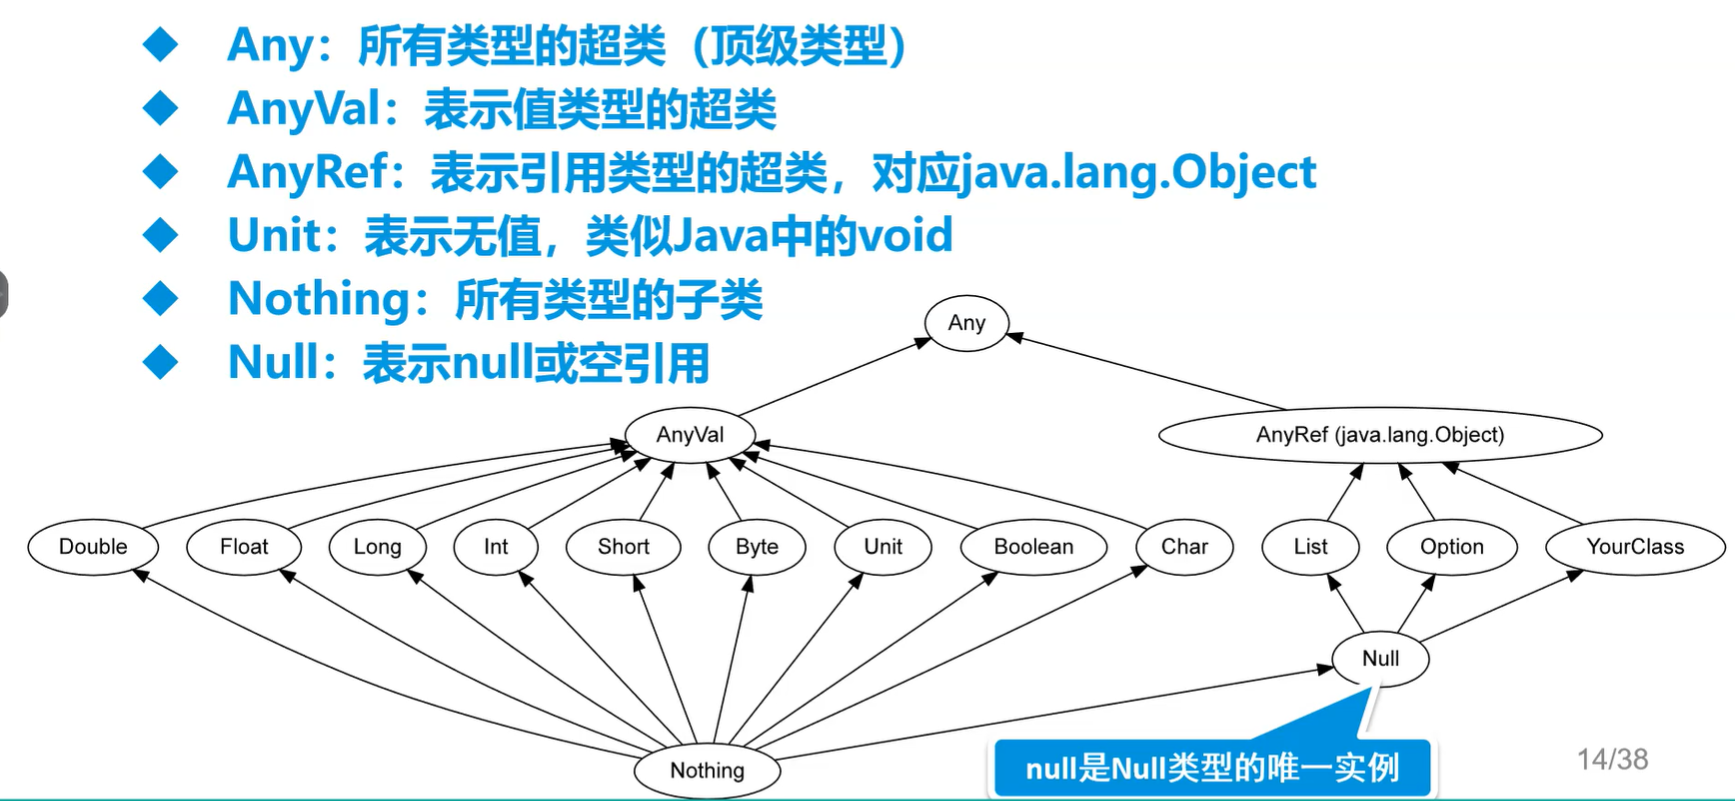 Any：所有类型的超类（顶级类型）
AnyVal：表示值类型的超类
AnyRef：表示引用类型的超类，对应java.lang.Object
Unit：表示无值，类似Java中的void
Nothing：所有类型的子类
Null：表示null或空引用
Any
AnyVal
AnyRef (java.lang.Object)
Double
Float
Long
Int
Short
Byte
Unit
Boolean
Char
List
Option
YourClass
Null
Nothing
null是Null类型的唯一实例
14/38